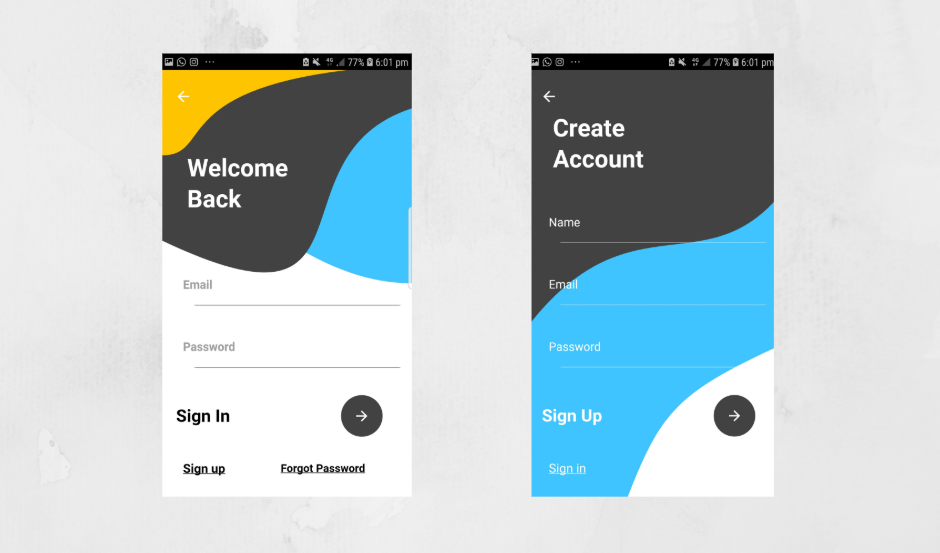 77% 6:01 pm
Welcome
Back
Email
Password
Sign In
Sign up Forgot Password
77% 6:01 pm
Create
Account
Name
Email
Password
Sign Up
Sign in